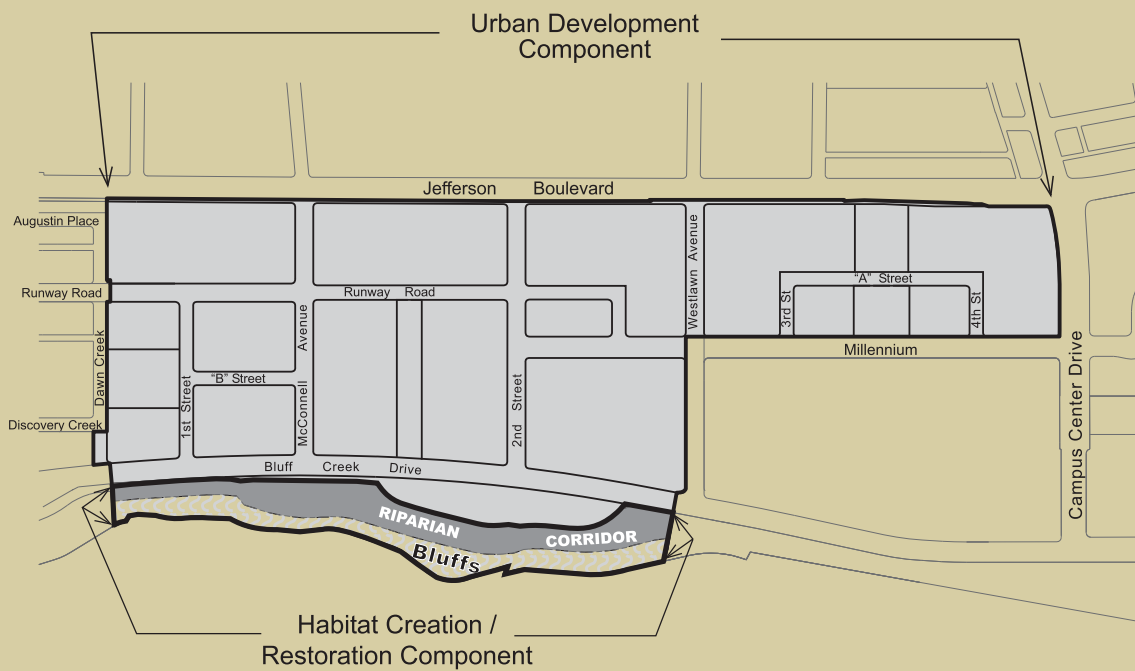 Urban Development
Component
Jefferson Boulevard
Augustin Place
Westlawn Avenue
"A" Street
Runway Road
Runway Road
3rd St
4th St
Millennium
Dawn Creek
McConnell Avenue
"B" Street
1st Street
2nd Street
Campus Center Drive
Discovery Creek
Bluff Creek Drive
RIPARIAN
CORRIDOR
Bluffs
Habitat Creation /
Restoration Component